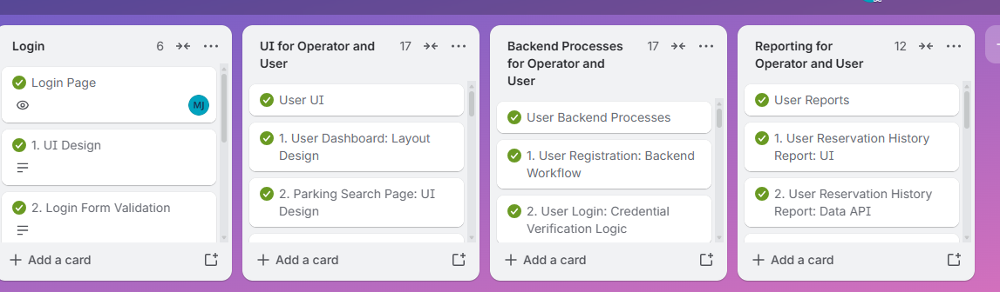 Login 6
Login Page
MJ
1. UI Design
2. Login Form Validation
Add a card
UI for Operator and 17
User
User UI
1. User Dashboard: Layout
Design
2. Parking Search Page: UI
Design
Add a card
Backend Processes 17
for Operator and
User
User Backend Processes
1. User Registration: Backend
Workflow
2. User Login: Credential
Verification Logic
Add a card
Reporting for 12
Operator and User
User Reports
1. User Reservation History
Report: UI
2. User Reservation History
Report: Data API
Add a card